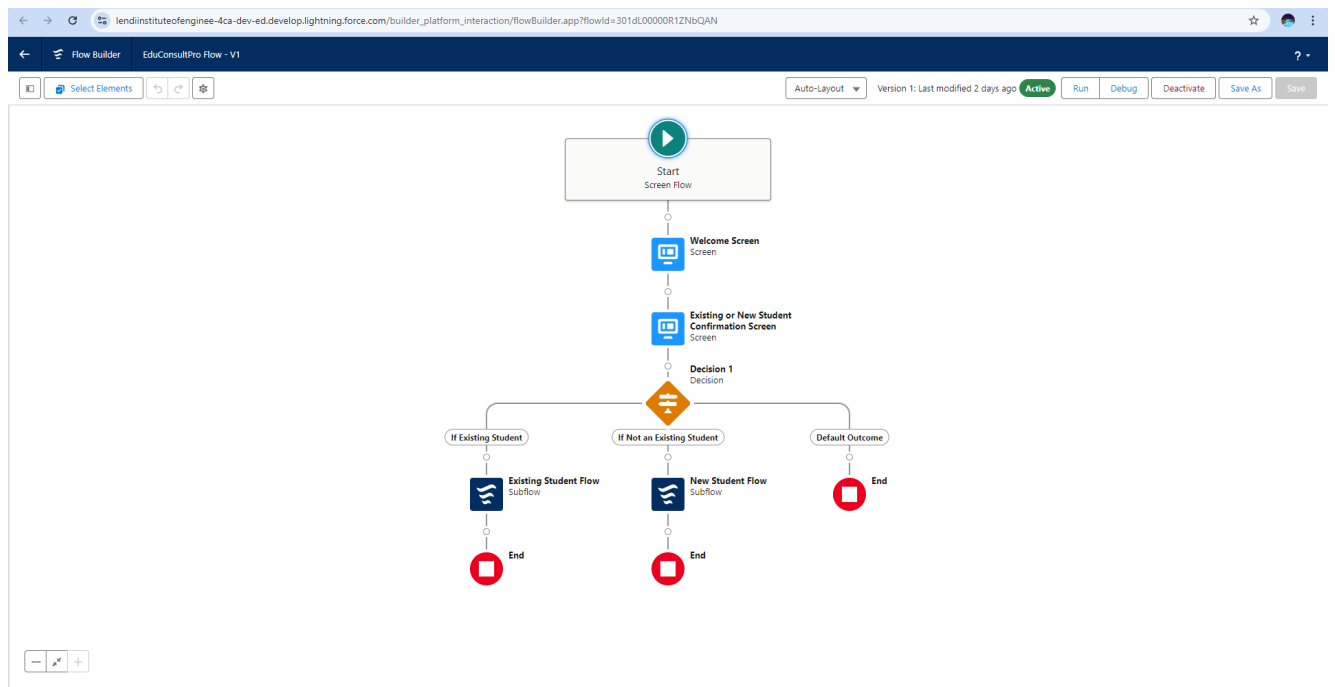 lendiinstituteofenginee-4ca-dev-ed.develop.lightning.force.com/builder_platform_interaction/flowBuilder.app?flowId=301dL00000R1ZNbQAN
Flow Builder EduConsultPro Flow - V1 ?
Select Elements Auto-Layout Version 1: Last modified 2 days ago Active Run Debug Deactivate Save As Save
Start
Screen Flow
Welcome Screen
Screen
Existing or New Student
Confirmation Screen
Screen
Decision 1
Decision
If Existing Student If Not an Existing Student Default Outcome
Existing Student Flow New Student Flow End
Subflow Subflow
End End